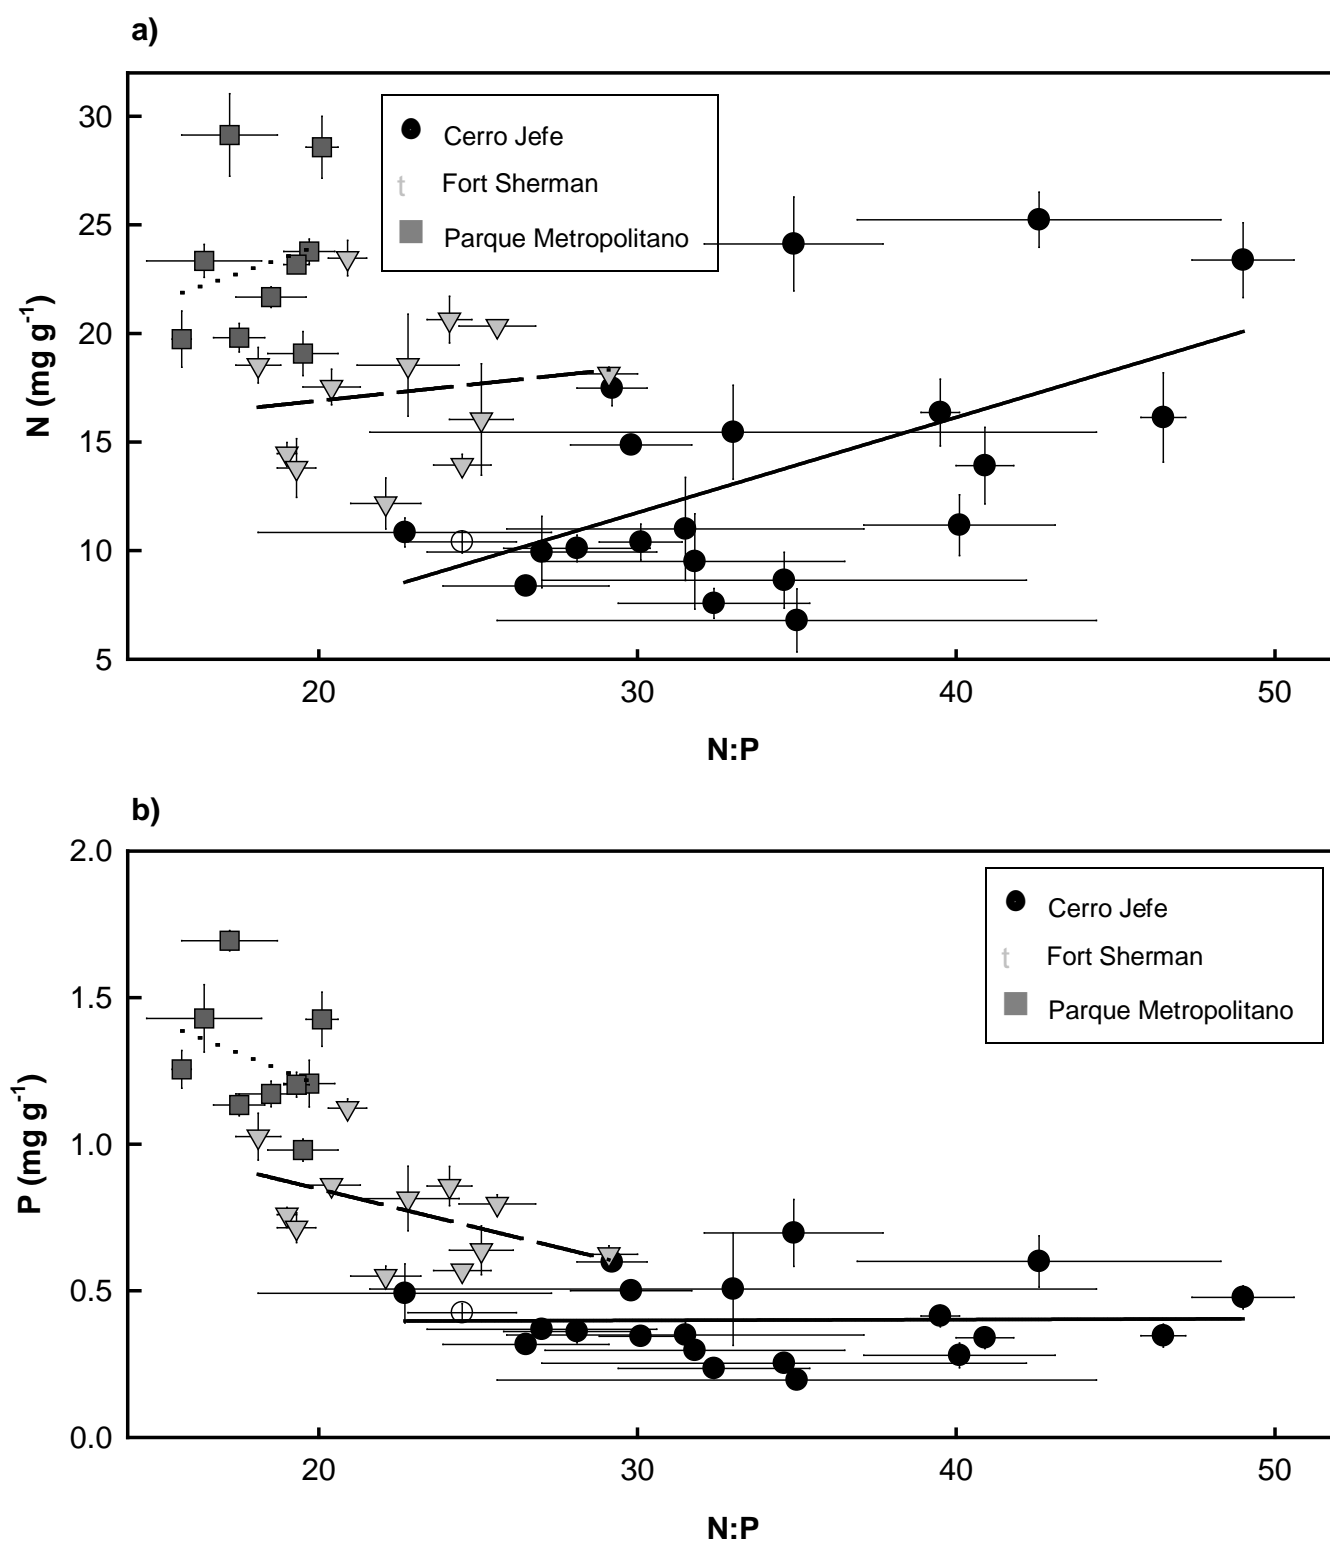 a)
30
25
20
15
10
5
N (mg g-1)
Cerro Jefe
t Fort Sherman
Parque Metropolitano
20 30 40 50
N:P
b)
2.0
1.5
1.0
0.5
0.0
P (mg g-1)
Cerro Jefe
t Fort Sherman
Parque Metropolitano
20 30 40 50
N:P